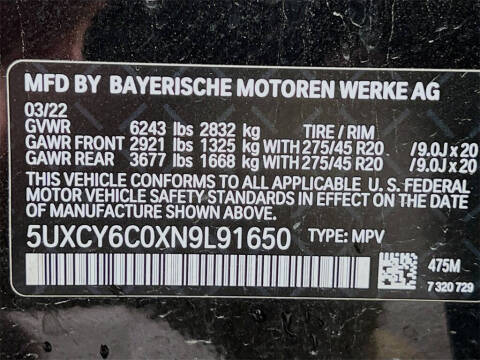 MFD BY BAYERISCHE MOTOREN WERKE AG
03/22
GVWR 6243 lbs 2832 kg TIRE / RIM
GAWR FRONT 2921 lbs 1325 kg WITH 275/45 R20 /9.0J x 20
GAWR REAR 3677 lbs 1668 kg WITH 275/45 R20 /9.0J x 20
THIS VEHICLE CONFORMS TO ALL APPLICABLE U. S. FEDERAL
MOTOR VEHICLE SAFETY STANDARDS IN EFFECT ON THE DATE
OF MANUFACTURE SHOWN ABOVE.
5UXCY6C0XN9L91650 TYPE: MPV
475M
7 320 729